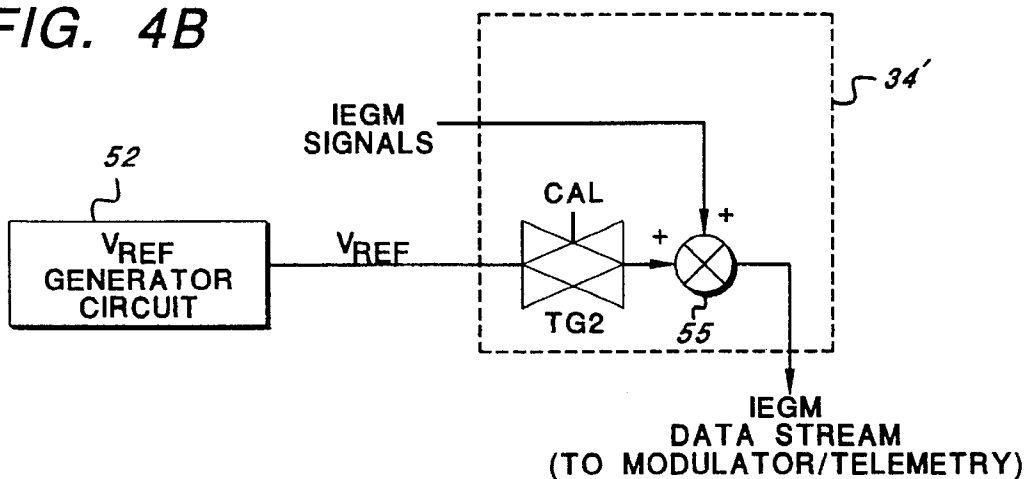 FIG. 4B
34'
IEGM
SIGNALS
52
CAL
+
+
VREF
GENERATOR
CIRCUIT
VREF
TG2
55
IEGM
DATA STREAM
(TO MODULATOR/TELEMETRY)